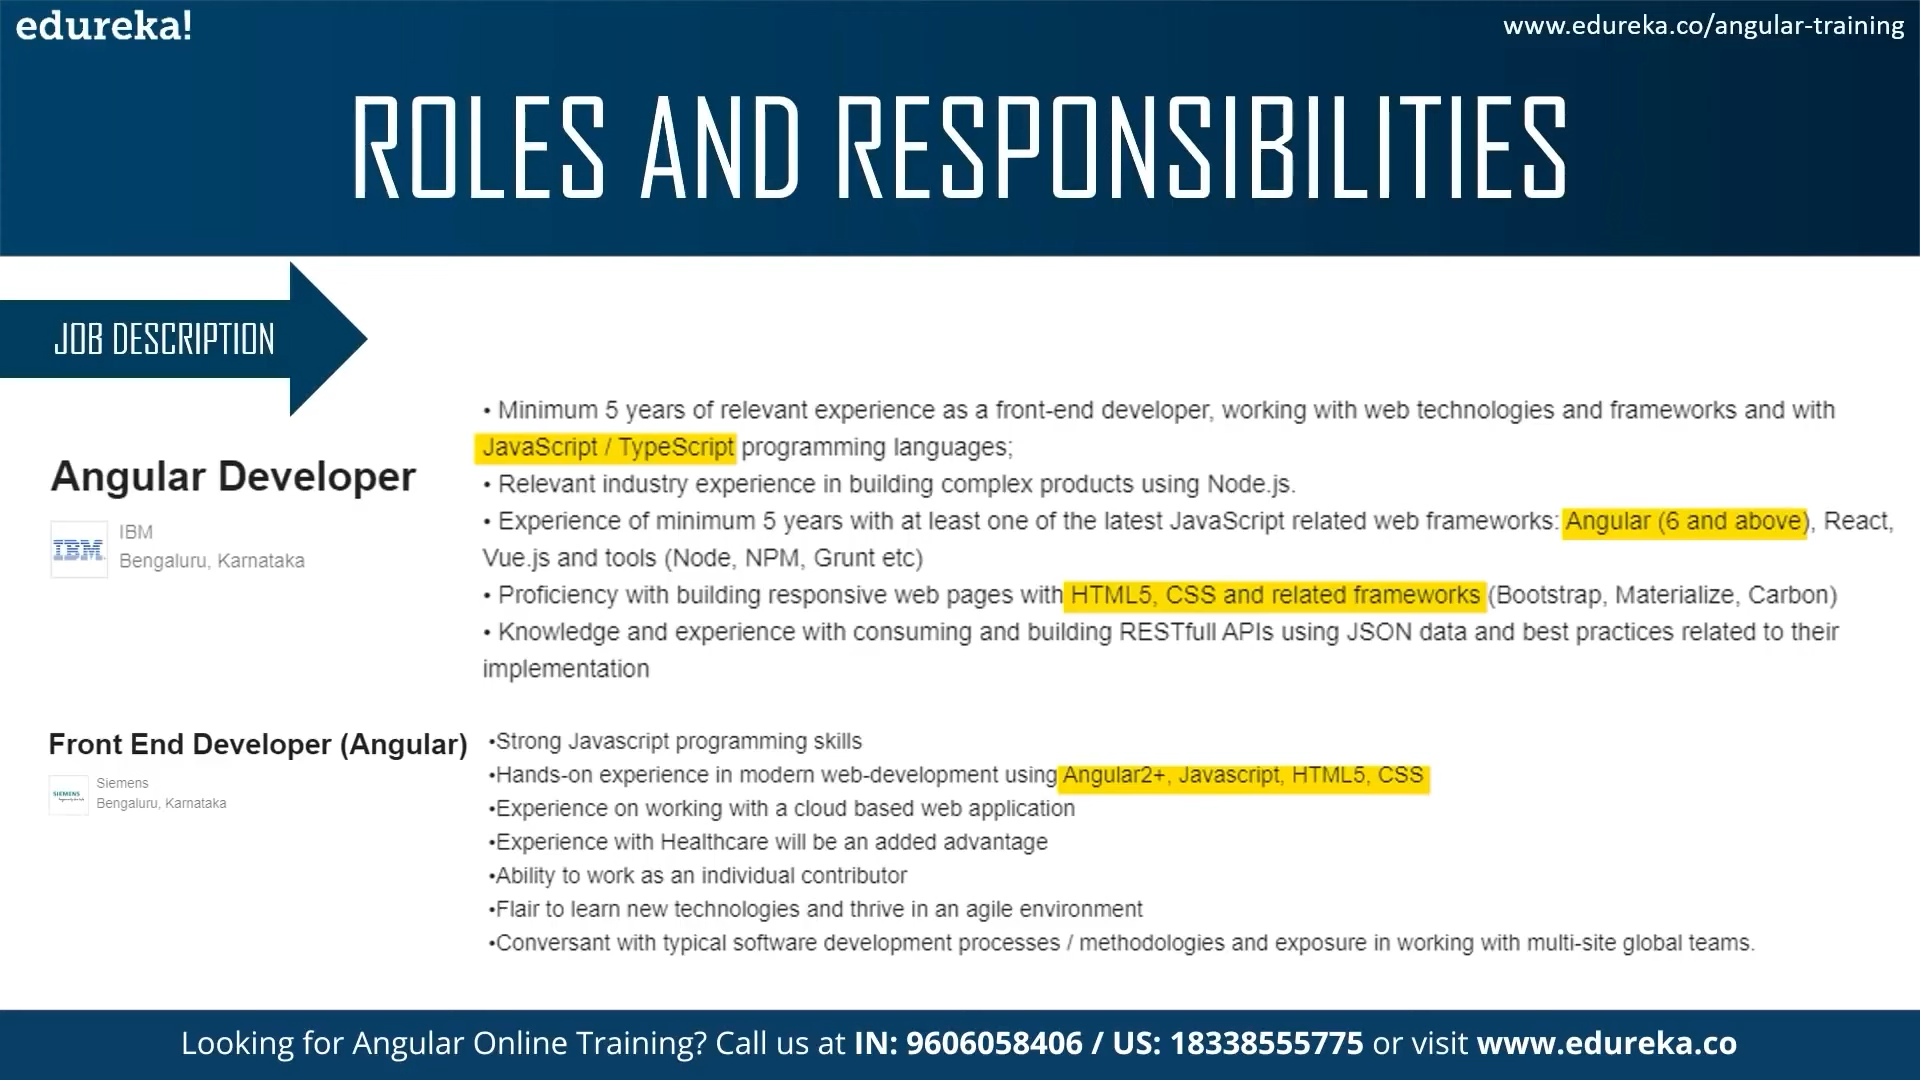 edureka!
www.edureka.co/angular-training
ROLES AND RESPONSIBILITIES
JOB DESCRIPTION
Angular Developer
IBM
IBM
Bengaluru, Karnataka
• Minimum 5 years of relevant experience as a front-end developer, working with web technologies and frameworks and with
JavaScript / TypeScript programming languages;
• Relevant industry experience in building complex products using Node.js.
• Experience of minimum 5 years with at least one of the latest JavaScript related web frameworks: Angular (6 and above), React,
Vue.js and tools (Node, NPM, Grunt etc)
• Proficiency with building responsive web pages with HTML5, CSS and related frameworks (Bootstrap, Materialize, Carbon)
• Knowledge and experience with consuming and building RESTfull APIs using JSON data and best practices related to their
implementation
Front End Developer (Angular)
SIEMENS
Siemens
Bengaluru, Karnataka
•Strong Javascript programming skills
•Hands-on experience in modern web-development using Angular2+, Javascript, HTML5, CSS
•Experience on working with a cloud based web application
•Experience with Healthcare will be an added advantage
•Ability to work as an individual contributor
•Flair to learn new technologies and thrive in an agile environment
•Conversant with typical software development processes / methodologies and exposure in working with multi-site global teams.
Looking for Angular Online Training? Call us at IN: 9606058406 / US: 18338555775 or visit www.edureka.co